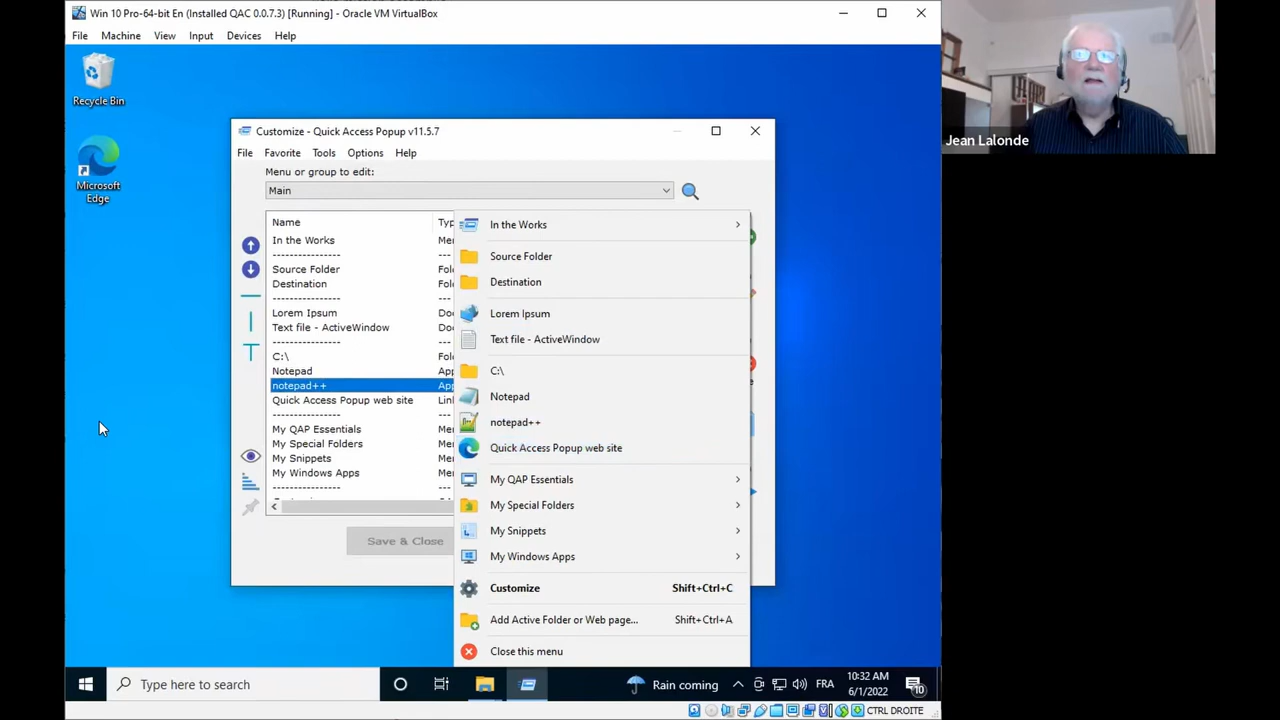 Win 10 Pro-64-bit En (Installed QAC 0.0.7.3) [Running] - Oracle VM VirtualBox
File Machine View Input Devices Help
Recycle Bin
Microsoft
Edge
Customize - Quick Access Popup v11.5.7
File Favorite Tools Options Help
Menu or group to edit:
Main
Name
In the Works
----------------
Source Folder
Destination
----------------
Lorem Ipsum
Text file - ActiveWindow
----------------
C:\
Notepad
notepad++
Quick Access Popup web site
----------------
My QAP Essentials
My Special Folders
My Snippets
My Windows Apps
----------------
Save & Close
In the Works
Source Folder
Destination
Lorem Ipsum
Text file - ActiveWindow
C:\
Notepad
notepad++
Quick Access Popup web site
My QAP Essentials
My Special Folders
My Snippets
My Windows Apps
Customize Shift+Ctrl+C
Add Active Folder or Web page... Shift+Ctrl+A
Close this menu
Jean Lalonde
Type here to search
Rain coming
FRA
10:32 AM
6/1/2022
10
CTRL DROITE